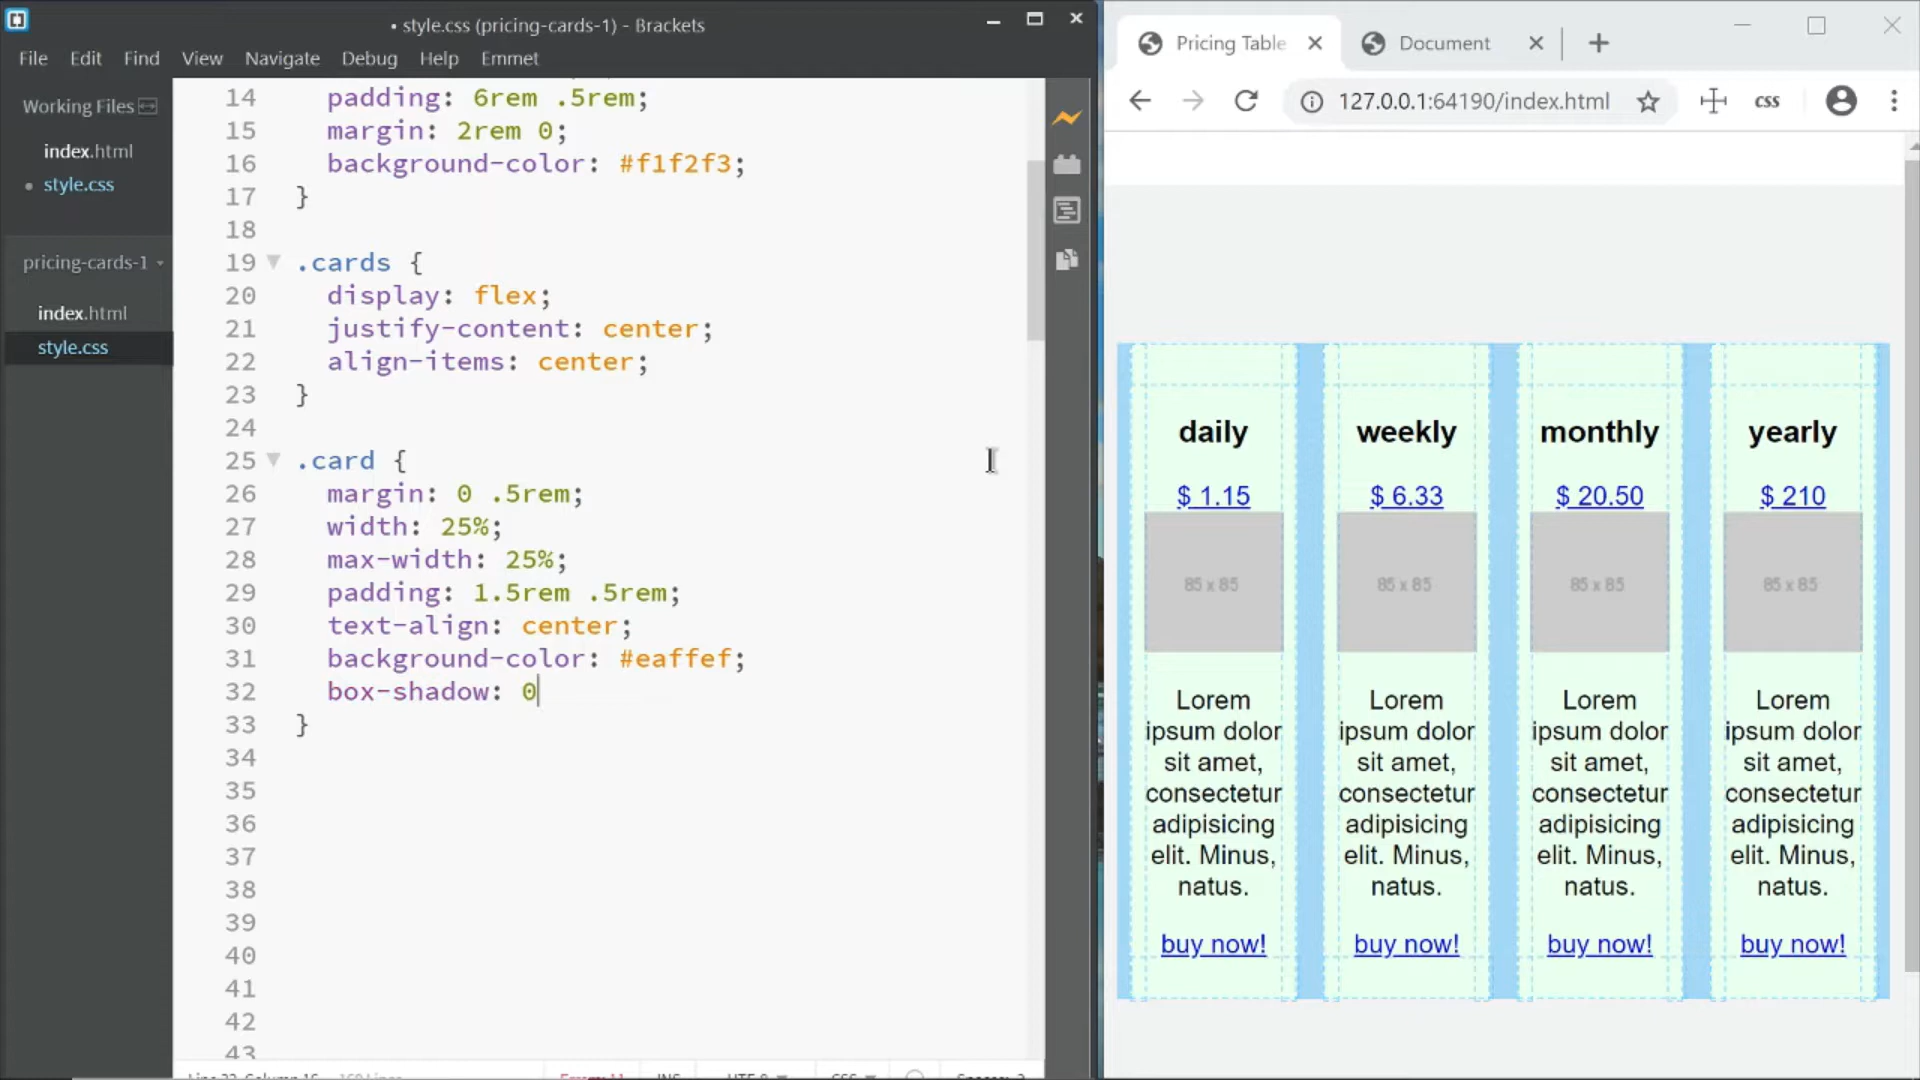 • style.css (pricing-cards-1) - Brackets
File Edit Find View Navigate Debug Help Emmet
Working Files
index.html
• style.css
pricing-cards-1
index.html
style.css
14 padding: 6rem .5rem;
15 margin: 2rem 0;
16 background-color: #f1f2f3;
17 }
18
19 .cards {
20 display: flex;
21 justify-content: center;
22 align-items: center;
23 }
24
25 .card {
26 margin: 0 .5rem;
27 width: 25%;
28 max-width: 25%;
29 padding: 1.5rem .5rem;
30 text-align: center;
31 background-color: #eaffef;
32 box-shadow: 0
33 }
34
35
36
37
38
39
40
41
42
43
Pricing Table Document
127.0.0.1:64190/index.html css
daily weekly monthly yearly
$ 1.15 $ 6.33 $ 20.50 $ 210
85 x 85 85 x 85 85 x 85 85 x 85
Lorem Lorem Lorem Lorem
ipsum dolor ipsum dolor ipsum dolor ipsum dolor
sit amet, sit amet, sit amet, sit amet,
consectetur consectetur consectetur consectetur
adipisicing adipisicing adipisicing adipisicing
elit. Minus, elit. Minus, elit. Minus, elit. Minus,
natus. natus. natus. natus.
buy now! buy now! buy now! buy now!